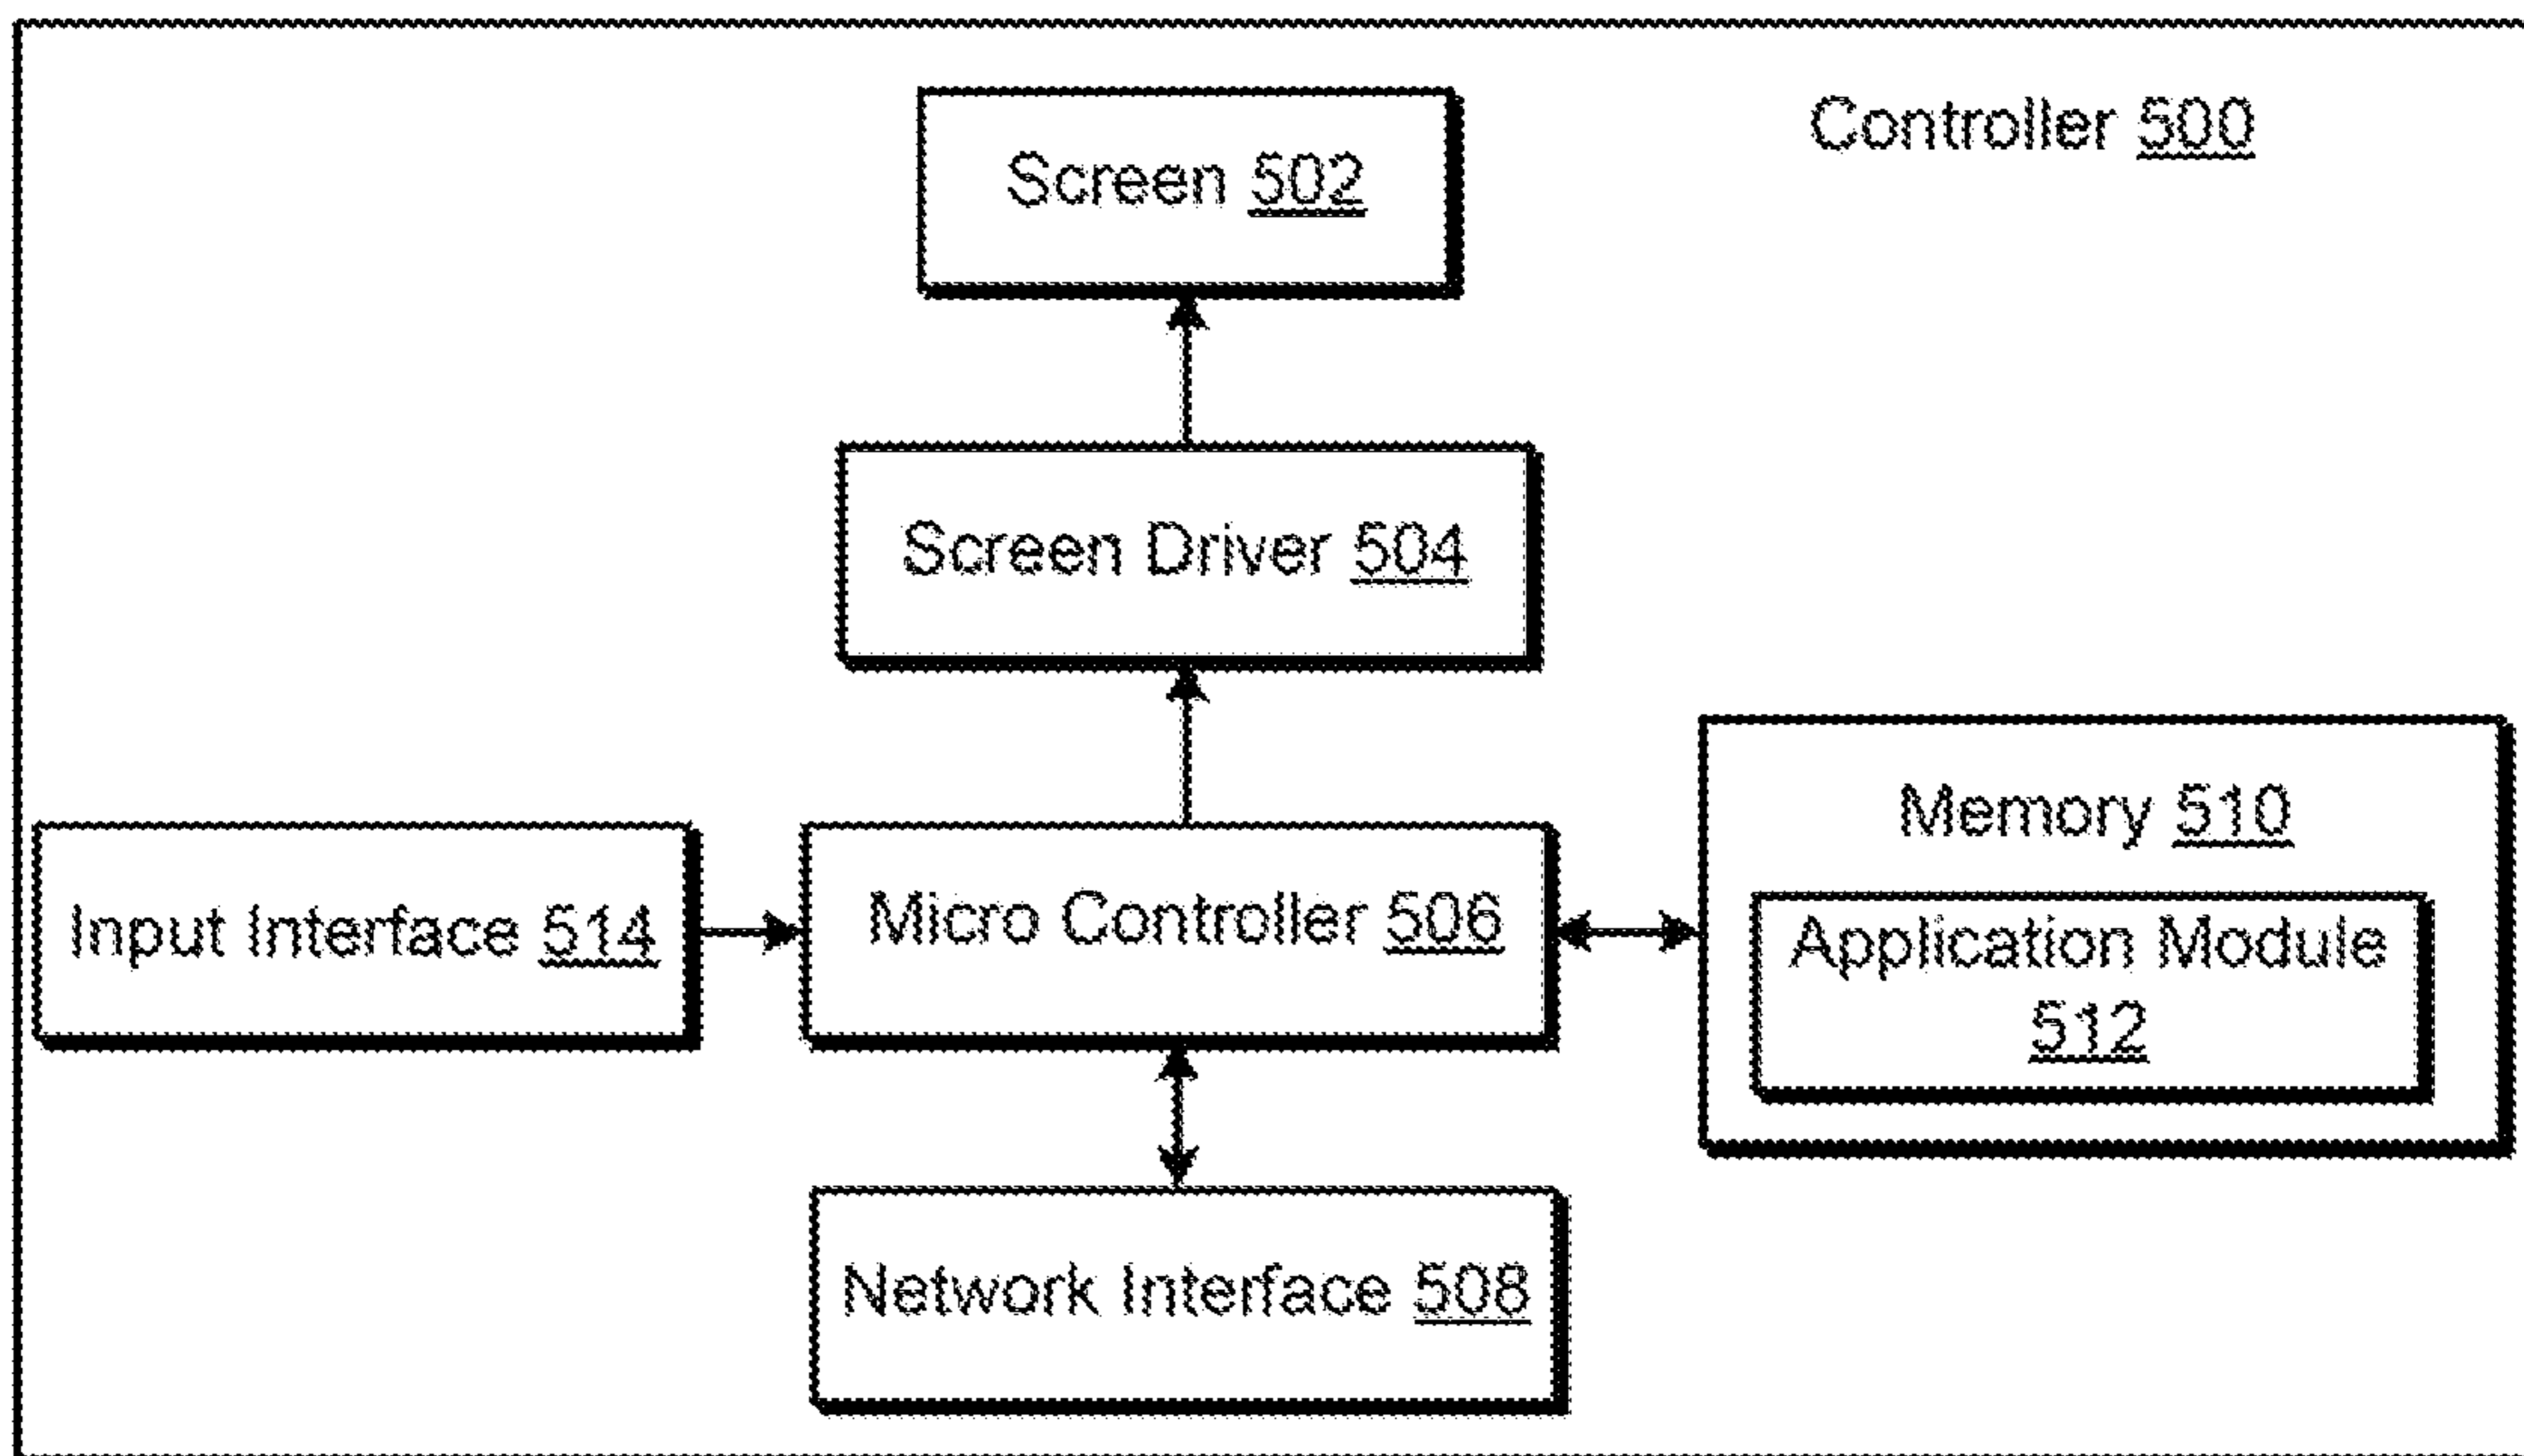 Controller 500
Screen 502
Screen Driver 504
Memory 510
Input Interface 514
Micro Controller 506
Application Module
512
Network Interface 508